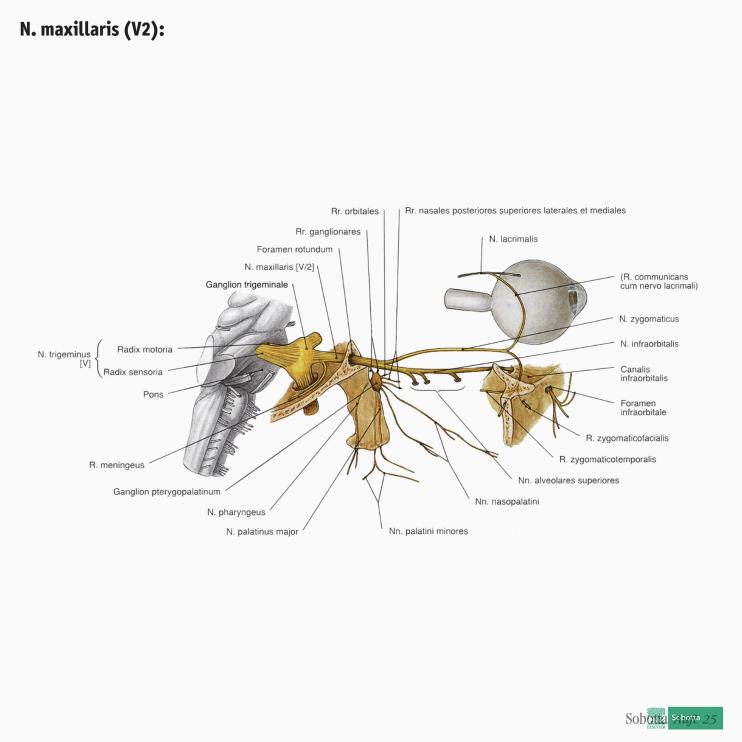 N. maxillaris (V2):
Rr. orbitales
Rr. nasales posteriores superiores laterales et mediales
Rr. ganglionares
N. lacrimalis
Foramen rotundum
N. maxillaris [V/2]
Ganglion trigeminale
(R. communicans
cum nervo lacrimali)
N. zygomaticus
N. infraorbitalis
Radix motoria
N. trigeminus
[V]
Radix sensoria
Canalis
infraorbitalis
Pons
Foramen
infraorbitale
R. zygomaticofacialis
R. zygomaticotemporalis
R. meningeus
Nn. alveolares superiores
Ganglion pterygopalatinum
Nn. nasopalatini
N. pharyngeus
N. palatinus major
Nn. palatini minores
Sobotta Aufl. 25
Sobotta
ELSEVIER